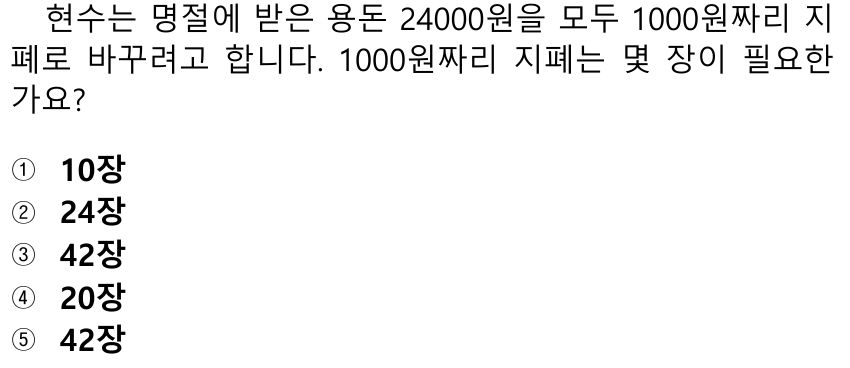 현수는 명절에 받은 용돈 24000원을 모두 1000원짜리 지
폐로 바꾸려고 합니다. 1000원짜리 지폐는 몇 장이 필요한
가요?
① 10장
② 24장
③ 42장
④ 20장
⑤ 42장